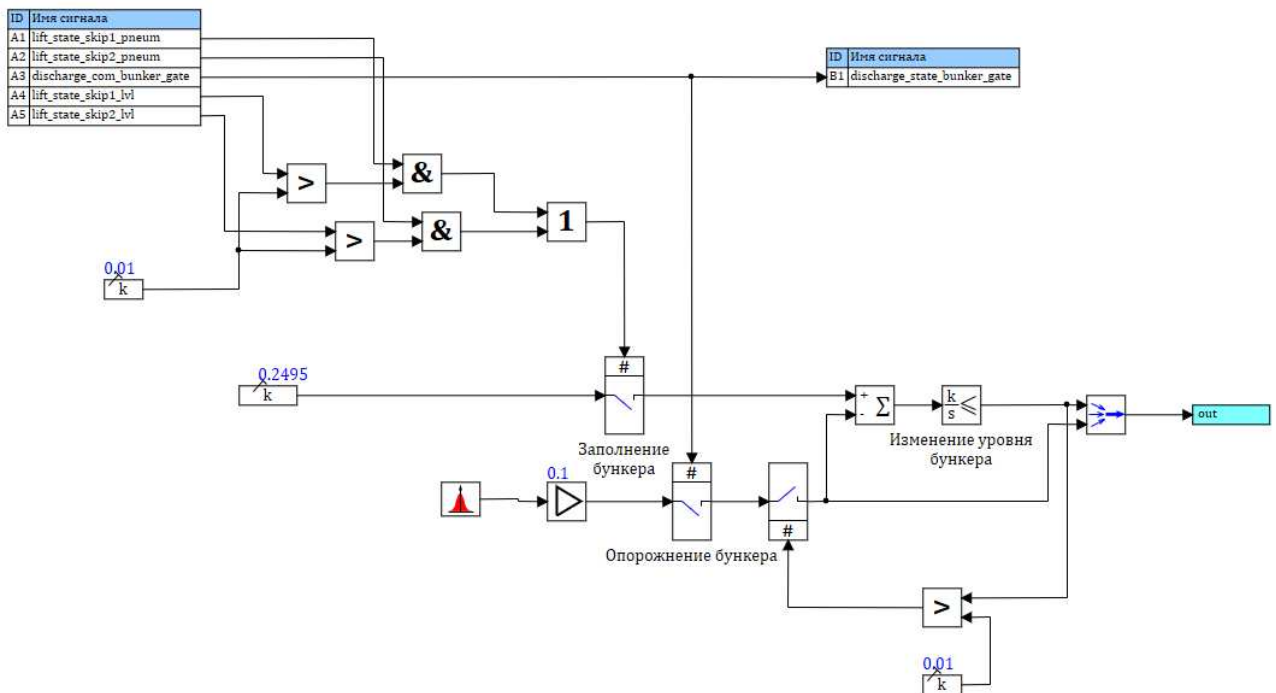 ID Имя сигнала
A1 lift_state_skip1_pneum
A2 lift_state_skip2_pneum
A3 discharge_com_bunker_gate
A4 lift_state_skip1_lvl
A5 lift_state_skip2_lvl
ID Имя сигнала
B1 discharge_state_bunker_gate
>
&
>
&
1
0.01
k
#
0.2495
k
Заполнение
бункера
+
-
Σ
k
s
≤
Изменение уровня
бункера
out
0.1
#
#
Опорожнение бункера
>
0.01
k